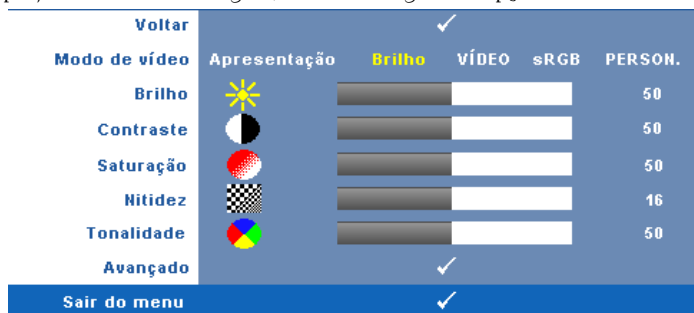 Voltar
Modo de vídeo Apresentação Brilho VÍDEO sRGB PERSON.
Brilho 50
Contraste 50
Saturação 50
Nitidez 16
Tonalidade 50
Avançado
Sair do menu